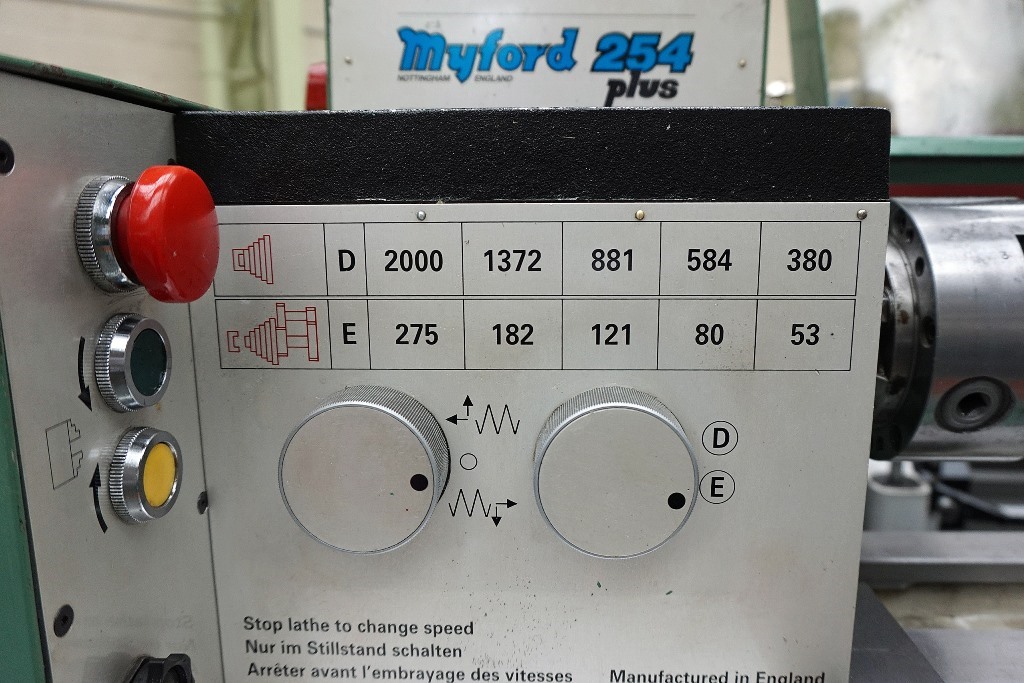 Myford 254
NOTTINGHAM ENGLAND
plus
D 2000 1372 881 584 380
E 275 182 121 80 53
D
E
Stop lathe to change speed
Nur im Stillstand schalten
Arrêter avant l'embrayage des vitesses
Manufactured in England